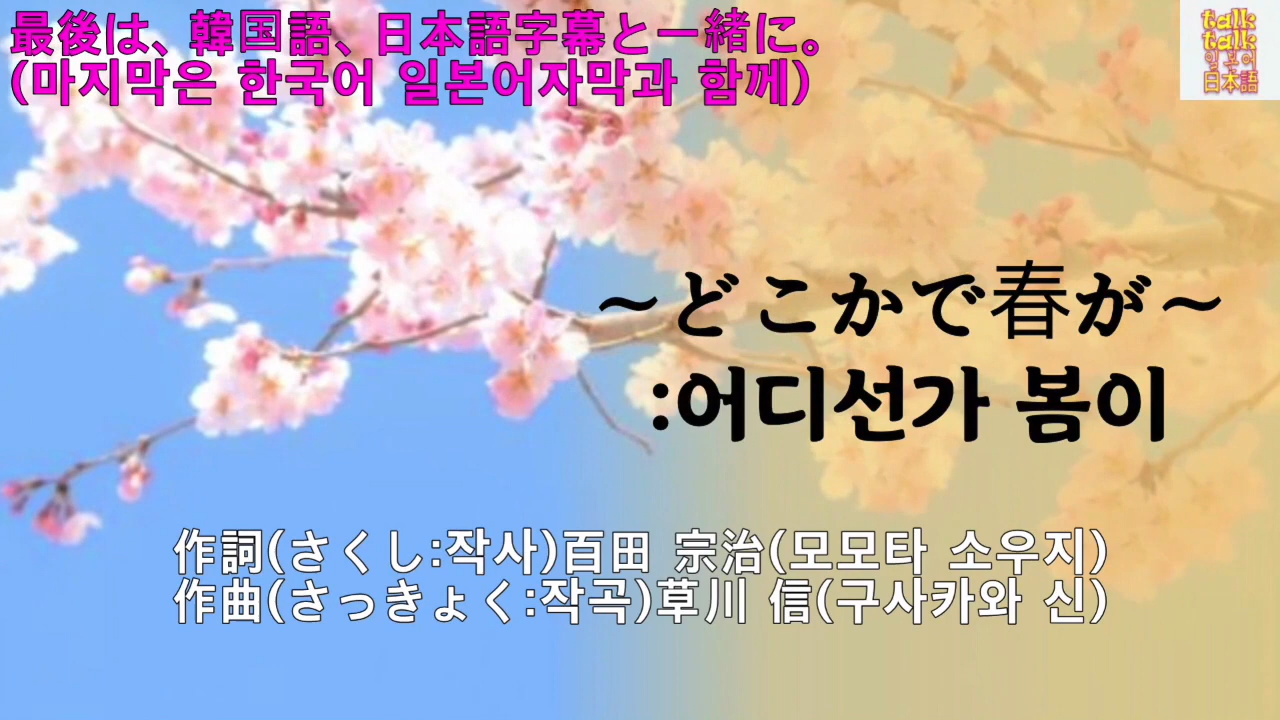 最後は、韓国語、日本語字幕と一緒に。
(마지막은 한국어 일본어자막과 함께)
talk
talk
일본어
日本語
～どこかで春が～
:어디선가 봄이
作詞(さくし:작사)百田 宗治(모모타 소우지)
作曲(さっきょく:작곡)草川 信(구사카와 신)